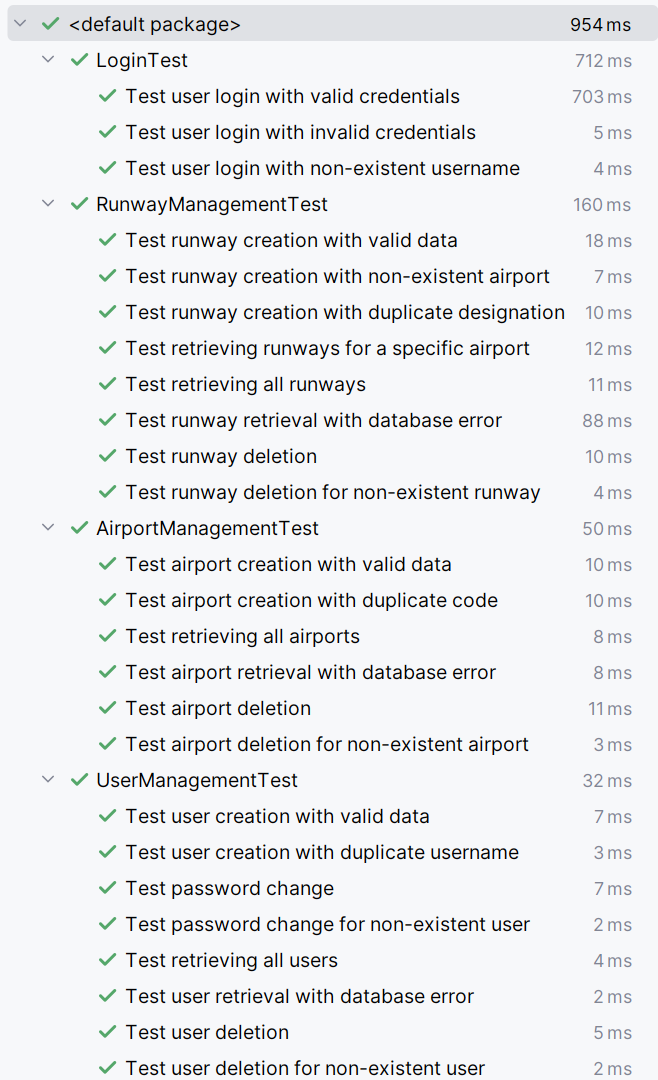 <default package> 954 ms
LoginTest 712 ms
Test user login with valid credentials 703 ms
Test user login with invalid credentials 5 ms
Test user login with non-existent username 4 ms
RunwayManagementTest 160 ms
Test runway creation with valid data 18 ms
Test runway creation with non-existent airport 7 ms
Test runway creation with duplicate designation 10 ms
Test retrieving runways for a specific airport 12 ms
Test retrieving all runways 11 ms
Test runway retrieval with database error 88 ms
Test runway deletion 10 ms
Test runway deletion for non-existent runway 4 ms
AirportManagementTest 50 ms
Test airport creation with valid data 10 ms
Test airport creation with duplicate code 10 ms
Test retrieving all airports 8 ms
Test airport retrieval with database error 8 ms
Test airport deletion 11 ms
Test airport deletion for non-existent airport 3 ms
UserManagementTest 32 ms
Test user creation with valid data 7 ms
Test user creation with duplicate username 3 ms
Test password change 7 ms
Test password change for non-existent user 2 ms
Test retrieving all users 4 ms
Test user retrieval with database error 2 ms
Test user deletion 5 ms
Test user deletion for non-existent user 2 ms